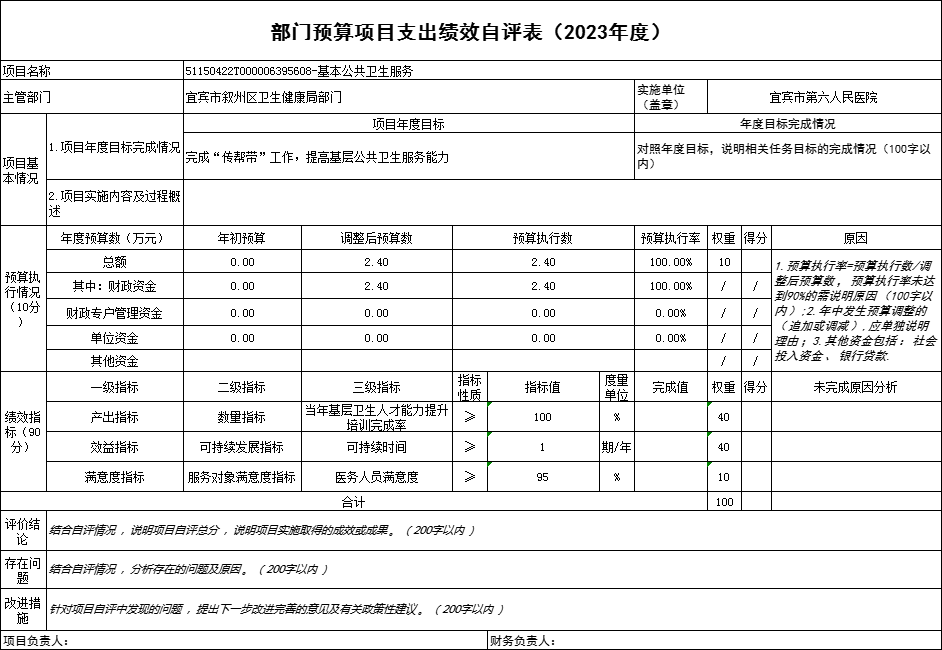 部门预算项目支出绩效自评表（2023年度）
项目名称 51150422T000006395608-基本公共卫生服务
主管部门 宜宾市叙州区卫生健康局部门 实施单位（盖章） 宜宾市第六人民医院
项目基本情况 1.项目年度目标完成情况 项目年度目标 年度目标完成情况
完成“传帮带”工作，提高基层公共卫生服务能力 对照年度目标，说明相关任务目标的完成情况（100字以内）
2.项目实施内容及过程概述
预算执行情况（10分） 年度预算数（万元） 年初预算 调整后预算数 预算执行数 预算执行率 权重 得分 原因
总额 0.00 2.40 2.40 100.00% 10
其中：财政资金 0.00 2.40 2.40 100.00% / /
财政专户管理资金 0.00 0.00 0.00 0.00% / /
单位资金 0.00 0.00 0.00 0.00% / /
其他资金 / /
1.预算执行率=预算执行数/调整后预算数，预算执行率未达到90%的需说明原因（100字以内）;2.年中发生预算调整的（追加或调减）,应单独说明理由；3.其他资金包括：社会投入资金、银行贷款.
绩效指标（90分） 一级指标 二级指标 三级指标 指标性质 指标值 度量单位 完成值 权重 得分 未完成原因分析
产出指标 数量指标 当年基层卫生人才能力提升培训完成率 ≥ 100 % 40
效益指标 可持续发展指标 可持续时间 ≥ 1 期/年 40
满意度指标 服务对象满意度指标 医务人员满意度 ≥ 95 % 10
合计 100
评价结论 结合自评情况，说明项目自评总分，说明项目实施取得的成效或成果。（200字以内）
存在问题 结合自评情况，分析存在的问题及原因。（200字以内）
改进措施 针对项目自评中发现的问题，提出下一步改进完善的意见及有关政策性建议。（200字以内）
项目负责人： 财务负责人：